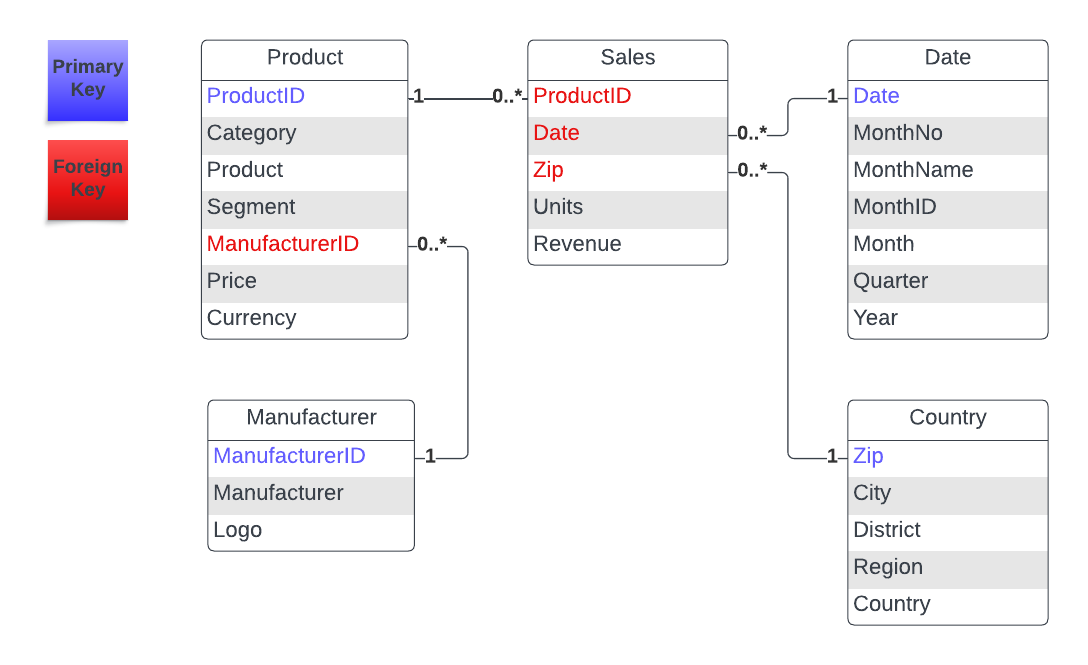 Primary
Key
Foreign
Key
Product
ProductID
Category
Product
Segment
ManufacturerID
Price
Currency
1
0..*
Sales
ProductID
Date
Zip
Units
Revenue
0..*
0..*
1
Date
Date
MonthNo
MonthName
MonthID
Month
Quarter
Year
0..*
1
Manufacturer
ManufacturerID
Manufacturer
Logo
1
Country
Zip
City
District
Region
Country